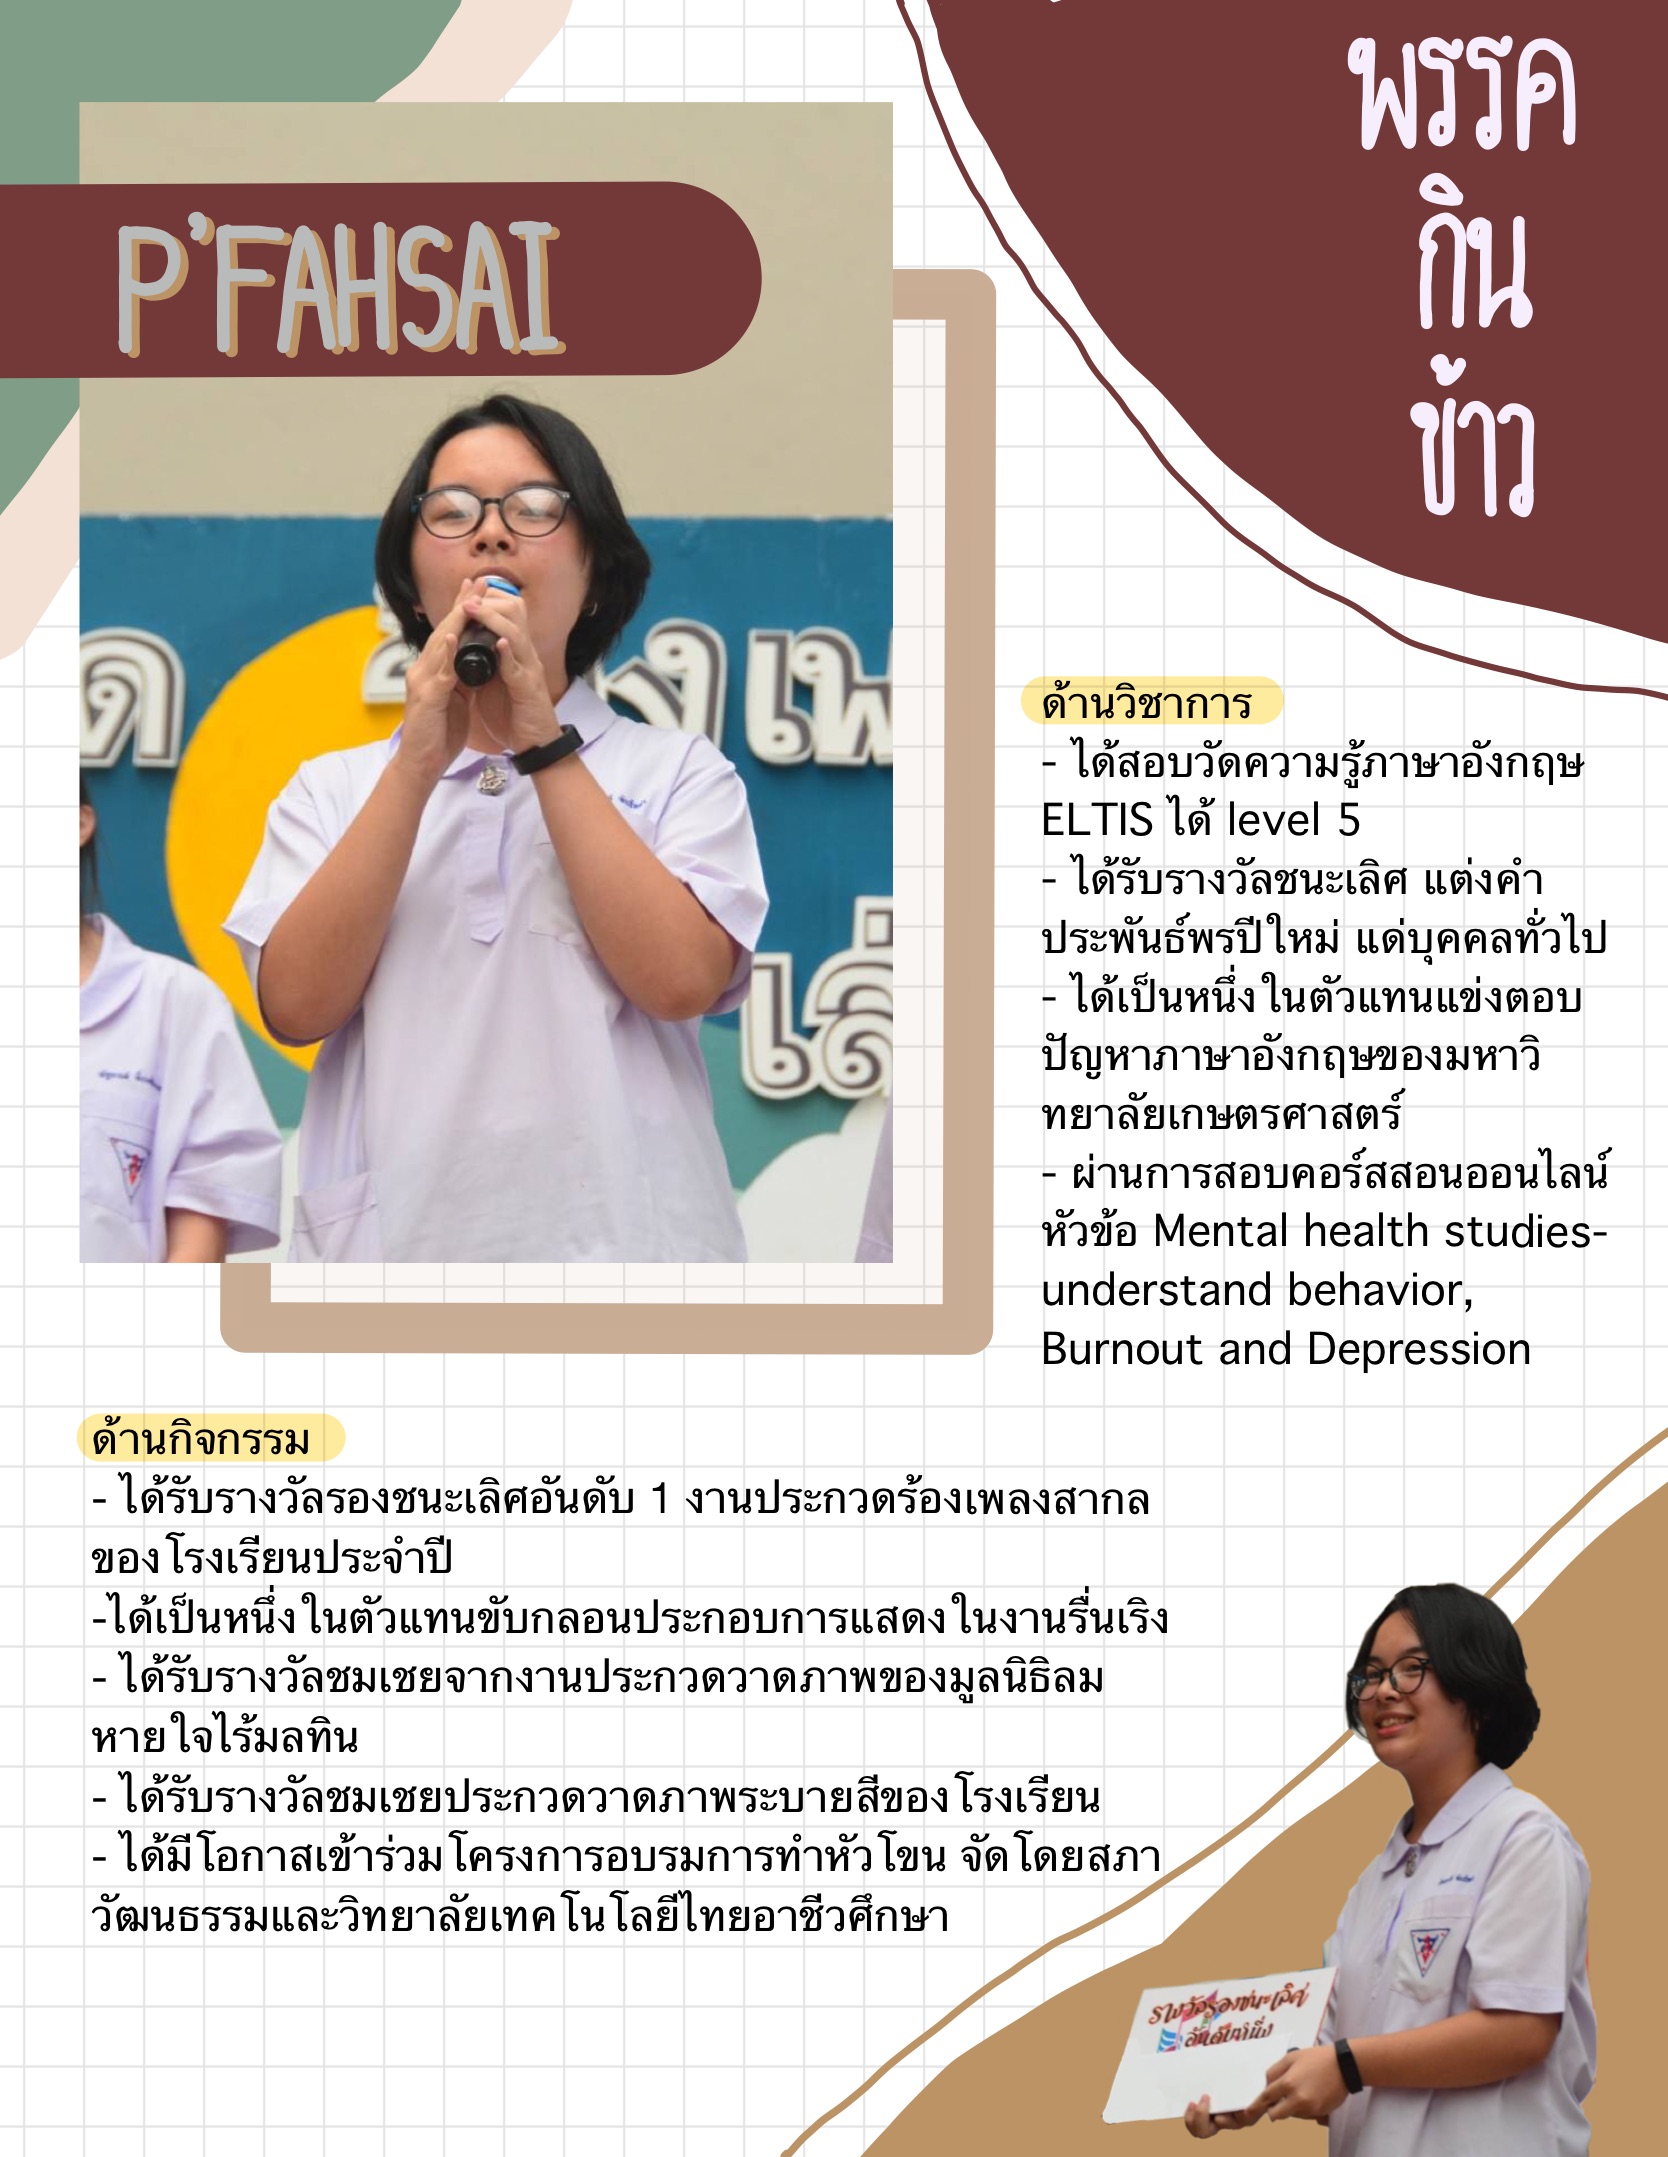 พรรค
กิน
ข้าว
P'FAHSAI
ด้านวิชาการ
- ได้สอบวัดความรู้ภาษาอังกฤษ
ELTIS ได้ level 5
- ได้รับรางวัลชนะเลิศ แต่งคำ
ประพันธ์พรปีใหม่ แด่บุคคลทั่วไป
- ได้เป็นหนึ่งในตัวแทนแข่งตอบ
ปัญหาภาษาอังกฤษของมหาวิ
ทยาลัยเกษตรศาสตร์
- ผ่านการสอบคอร์สสอนออนไลน์
หัวข้อ Mental health studies-
understand behavior,
Burnout and Depression
ด้านกิจกรรม
- ได้รับรางวัลรองชนะเลิศอันดับ 1 งานประกวดร้องเพลงสากล
ของโรงเรียนประจำปี
-ได้เป็นหนึ่งในตัวแทนขับกลอนประกอบการแสดงในงานรื่นเริง
- ได้รับรางวัลชมเชยจากงานประกวดวาดภาพของมูลนิธิลม
หายใจไร้มลทิน
- ได้รับรางวัลชมเชยประกวดวาดภาพระบายสีของโรงเรียน
- ได้มีโอกาสเข้าร่วมโครงการอบรมการทำหัวโขน จัดโดยสภา
วัฒนธรรมและวิทยาลัยเทคโนโลยีไทยอาชีวศึกษา
รางวัลรองชนะเลิศ
อันดับหนึ่ง